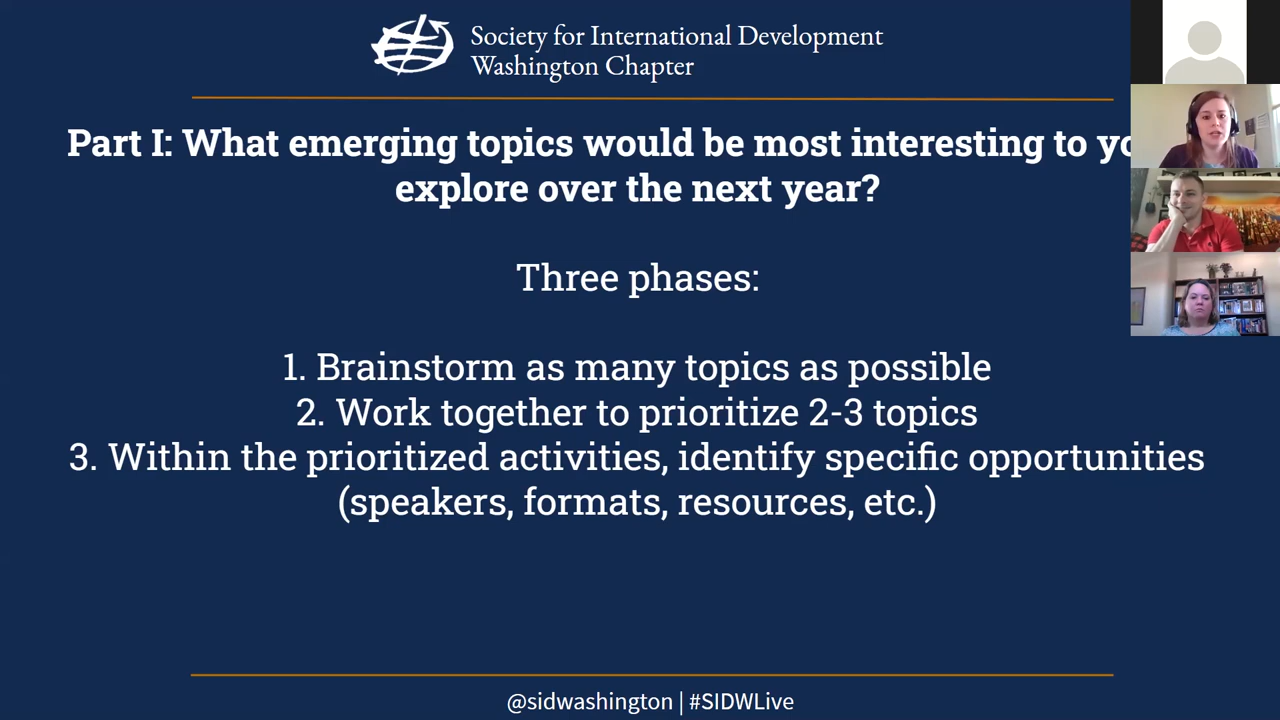 Society for International Development
Washington Chapter
Part I: What emerging topics would be most interesting to yo
explore over the next year?
Three phases:
1. Brainstorm as many topics as possible
2. Work together to prioritize 2-3 topics
3. Within the prioritized activities, identify specific opportunities
(speakers, formats, resources, etc.)
@sidwashington | #SIDWLive